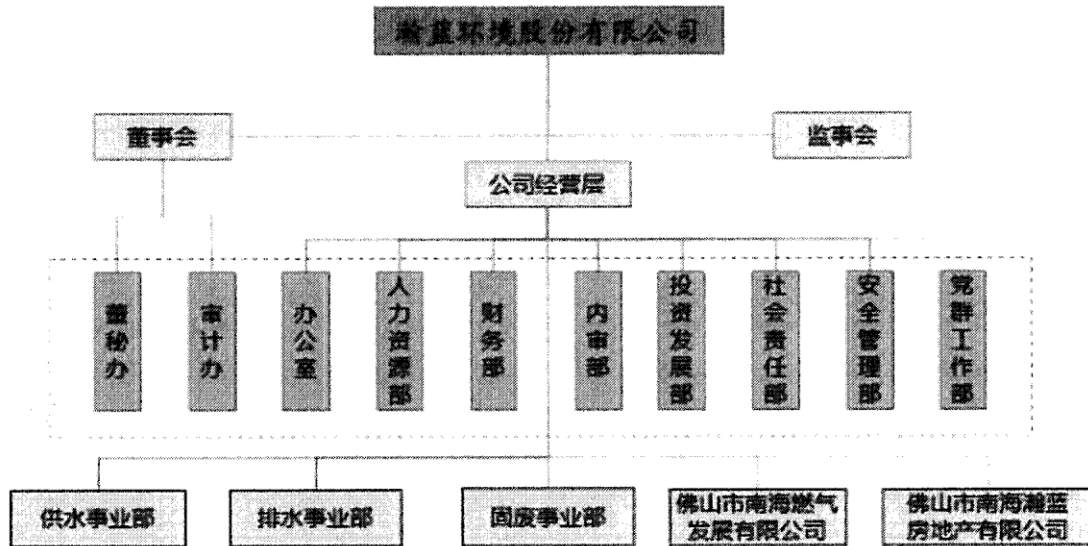 瀚蓝环境股份有限公司
董事会
监事会
公司经营层
董秘办
审计办
办公室
人力资源部
财务部
内审部
投资发展部
社会责任部
安全管理部
党群工作部
供水事业部
排水事业部
固废事业部
佛山市南海燃气
发展有限公司
佛山市南海瀚蓝
房地产有限公司